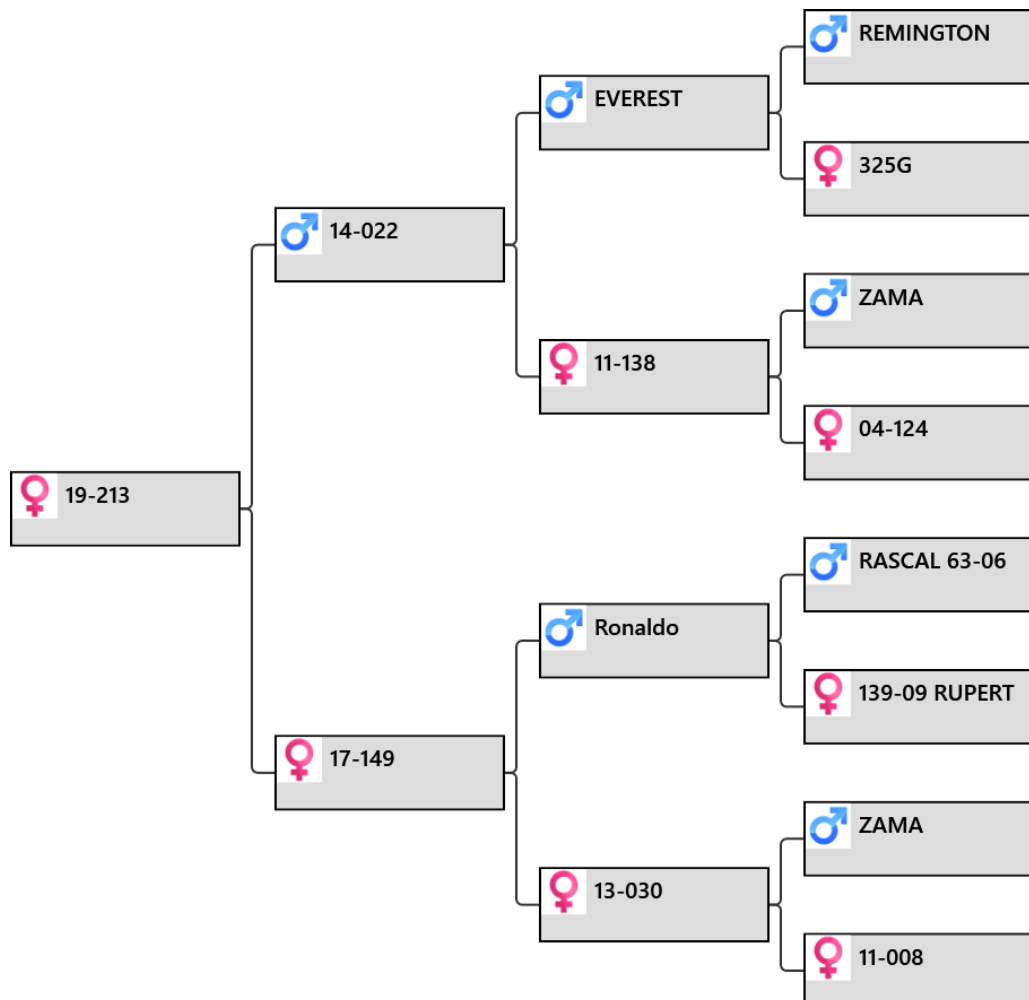 REMINGTON
EVEREST
325G
14-022
ZAMA
11-138
04-124
19-213
RASCAL 63-06
Ronaldo
139-09 RUPERT
17-149
ZAMA
13-030
11-008